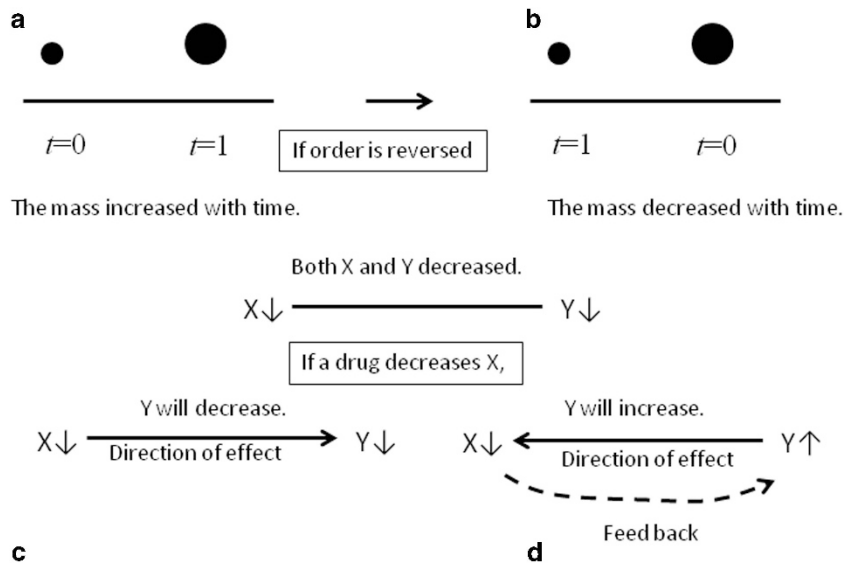 a
b
t=0 t=1
If order is reversed
t=1 t=0
The mass increased with time.
The mass decreased with time.
Both X and Y decreased.
X↓ Y↓
If a drug decreases X,
Y will decrease.
X↓ Y↓
Direction of effect
Y will increase.
X↓ Y↑
Direction of effect
Feed back
c
d